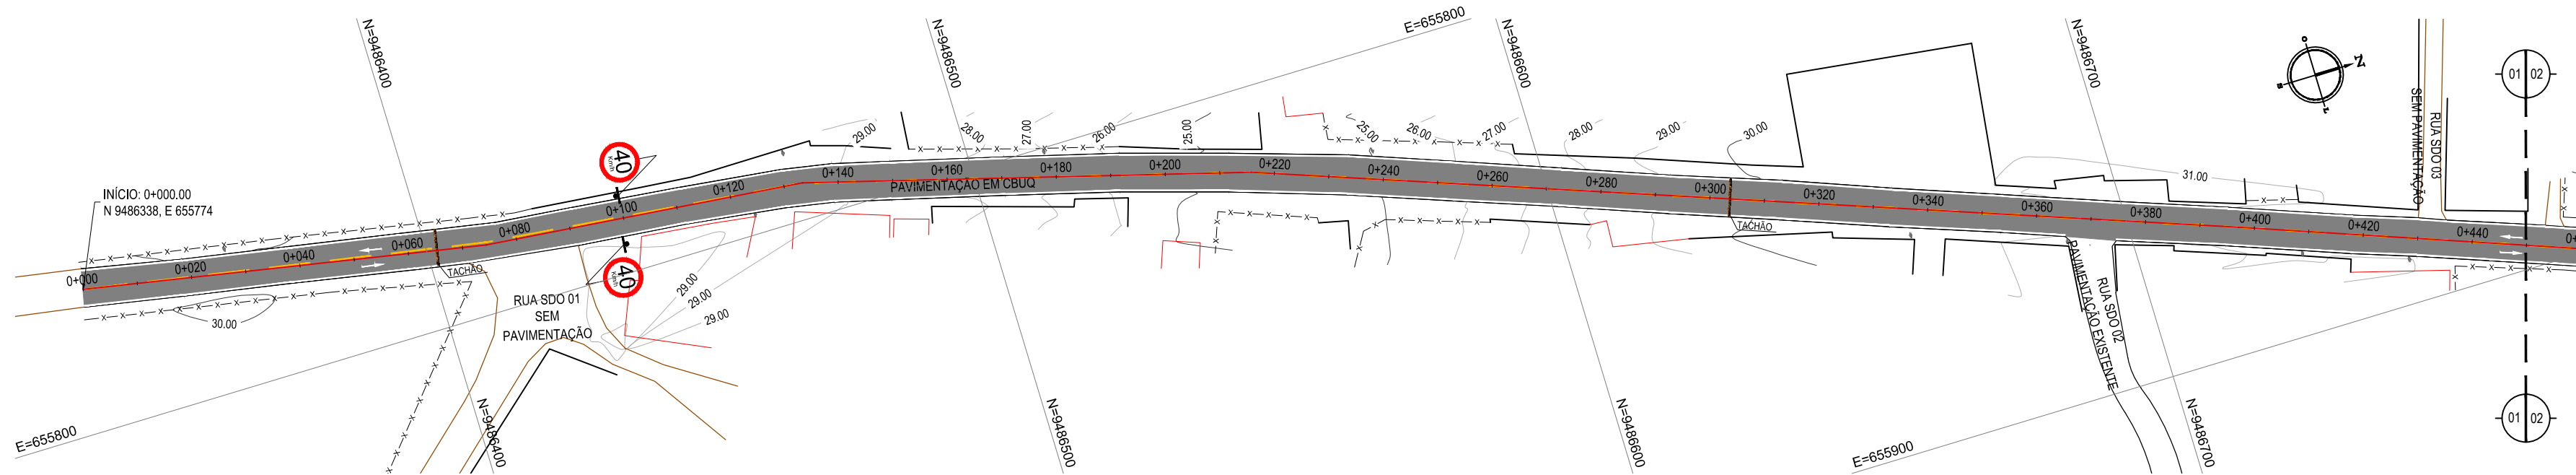 E=655800
N=9486400
N=9486500
N=9486600
N=9486700
INÍCIO: 0+000.00
N 9486338, E 655774
40
Km/h
29.00
28.00
27.00
26.00
25.00
25.00
26.00
27.00
28.00
29.00
30.00
31.00
SEM PAVIMENTAÇÃO
RUA SDO 03
N
O
S
L
01
02
0+000
0+020
0+040
0+060
0+080
0+100
0+120
0+140
0+160
0+180
0+200
0+220
0+240
0+260
0+280
0+300
0+320
0+340
0+360
0+380
0+400
0+420
0+440
PAVIMENTAÇÃO EM CBUQ
TACHÃO
TACHÃO
30.00
RUA SDO 01
SEM
PAVIMENTAÇÃO
40
Km/h
29.00
29.00
29.00
RUA SDO 02
PAVIMENTAÇÃO EXISTENTE
E=655800
N=9486400
N=9486500
N=9486600
N=9486700
E=655900
01
02